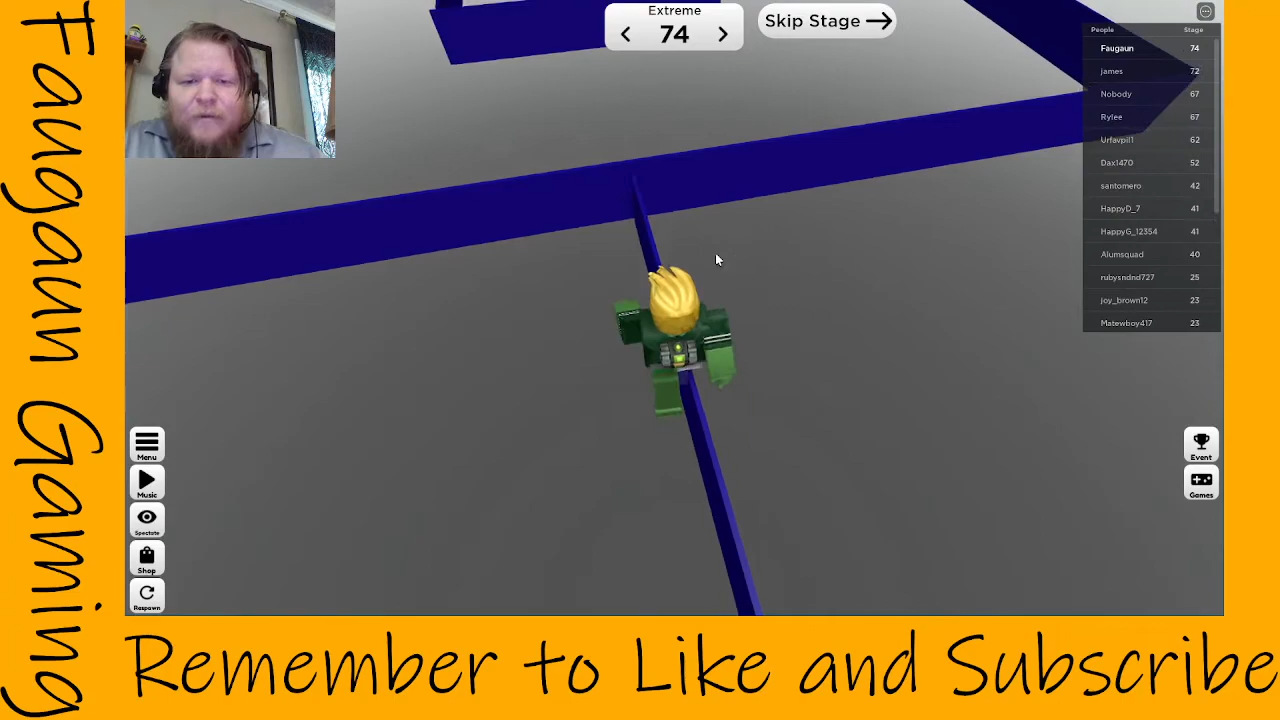 Faugaun Gaming
Extreme
74
Skip Stage
People Stage
Faugaun 74
james 72
Nobody 67
Rylee 67
Urfavpil1 62
Dax1470 52
santomero 42
HappyD_7 41
HappyG_12354 41
Alumsquad 40
rubysndnd727 25
joy_brown12 23
Matewboy417 23
Menu
Music
Spectate
Shop
Respawn
Event
Games
Remember to Like and Subscribe